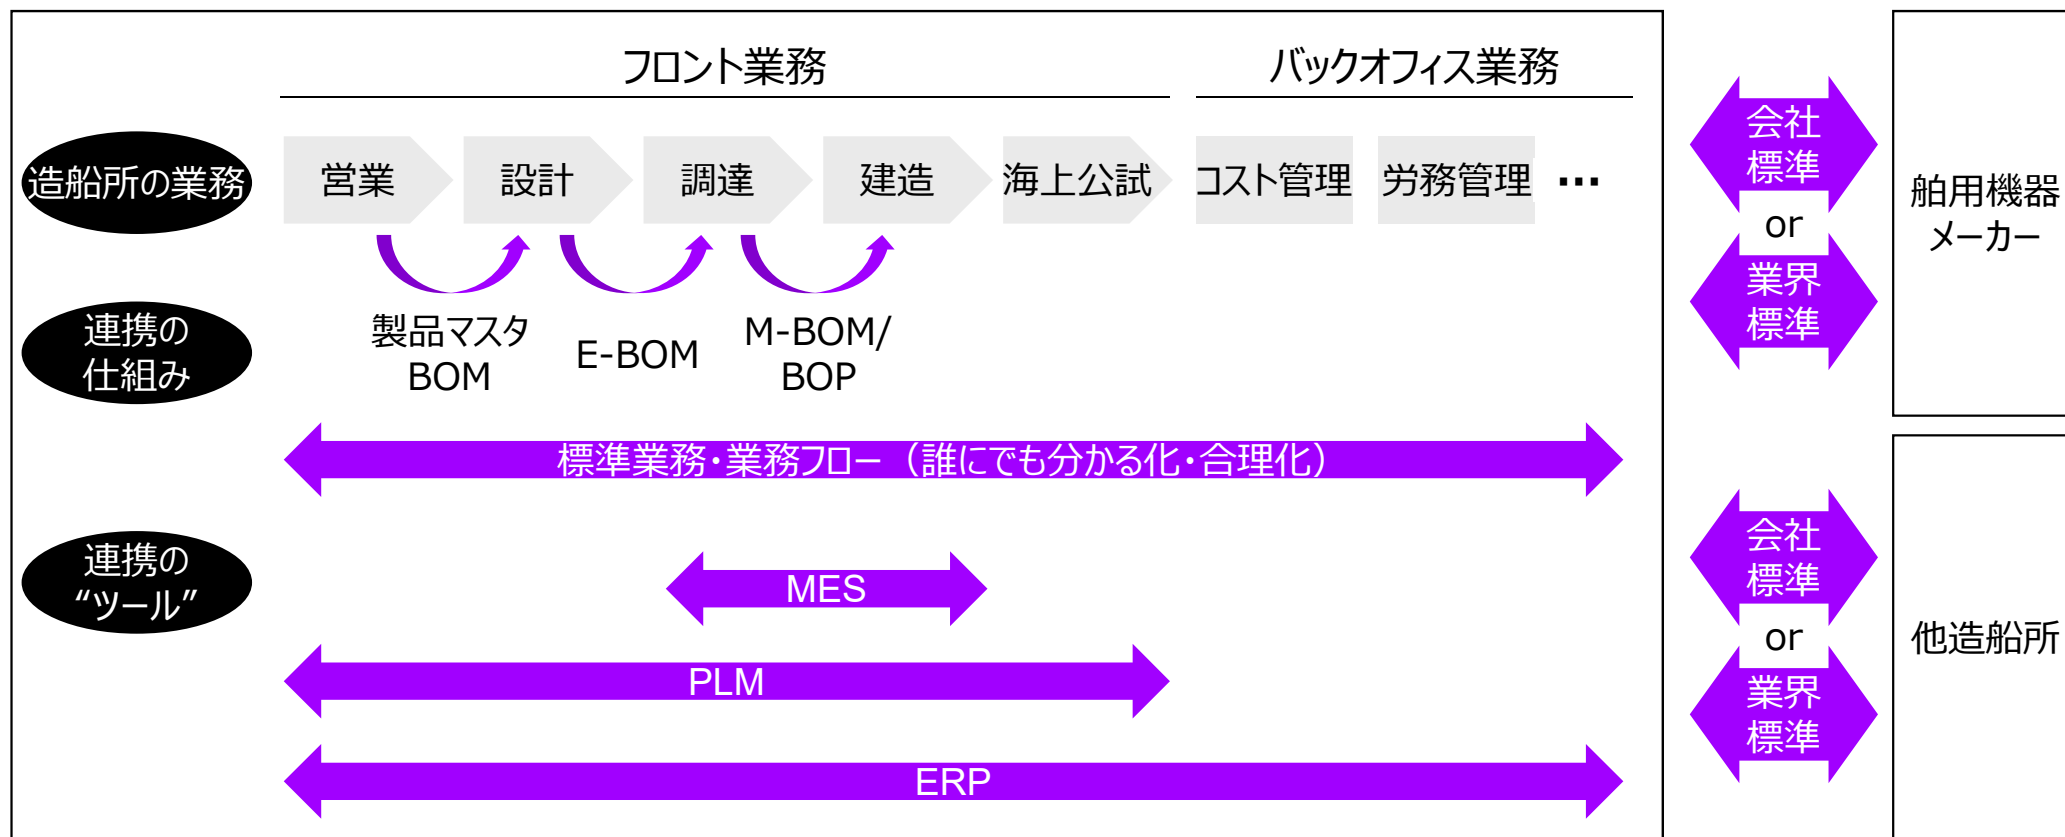 フロント業務
バックオフィス業務
造船所の業務
営業
設計
調達
建造
海上公試
コスト管理
労務管理
…
連携の
仕組み
製品マスタ
BOM
E-BOM
M-BOM/
BOP
標準業務・業務フロー（誰にでも分かる化・合理化）
連携の
“ツール”
MES
PLM
ERP
会社
標準
or
業界
標準
舶用機器
メーカー
会社
標準
or
業界
標準
他造船所